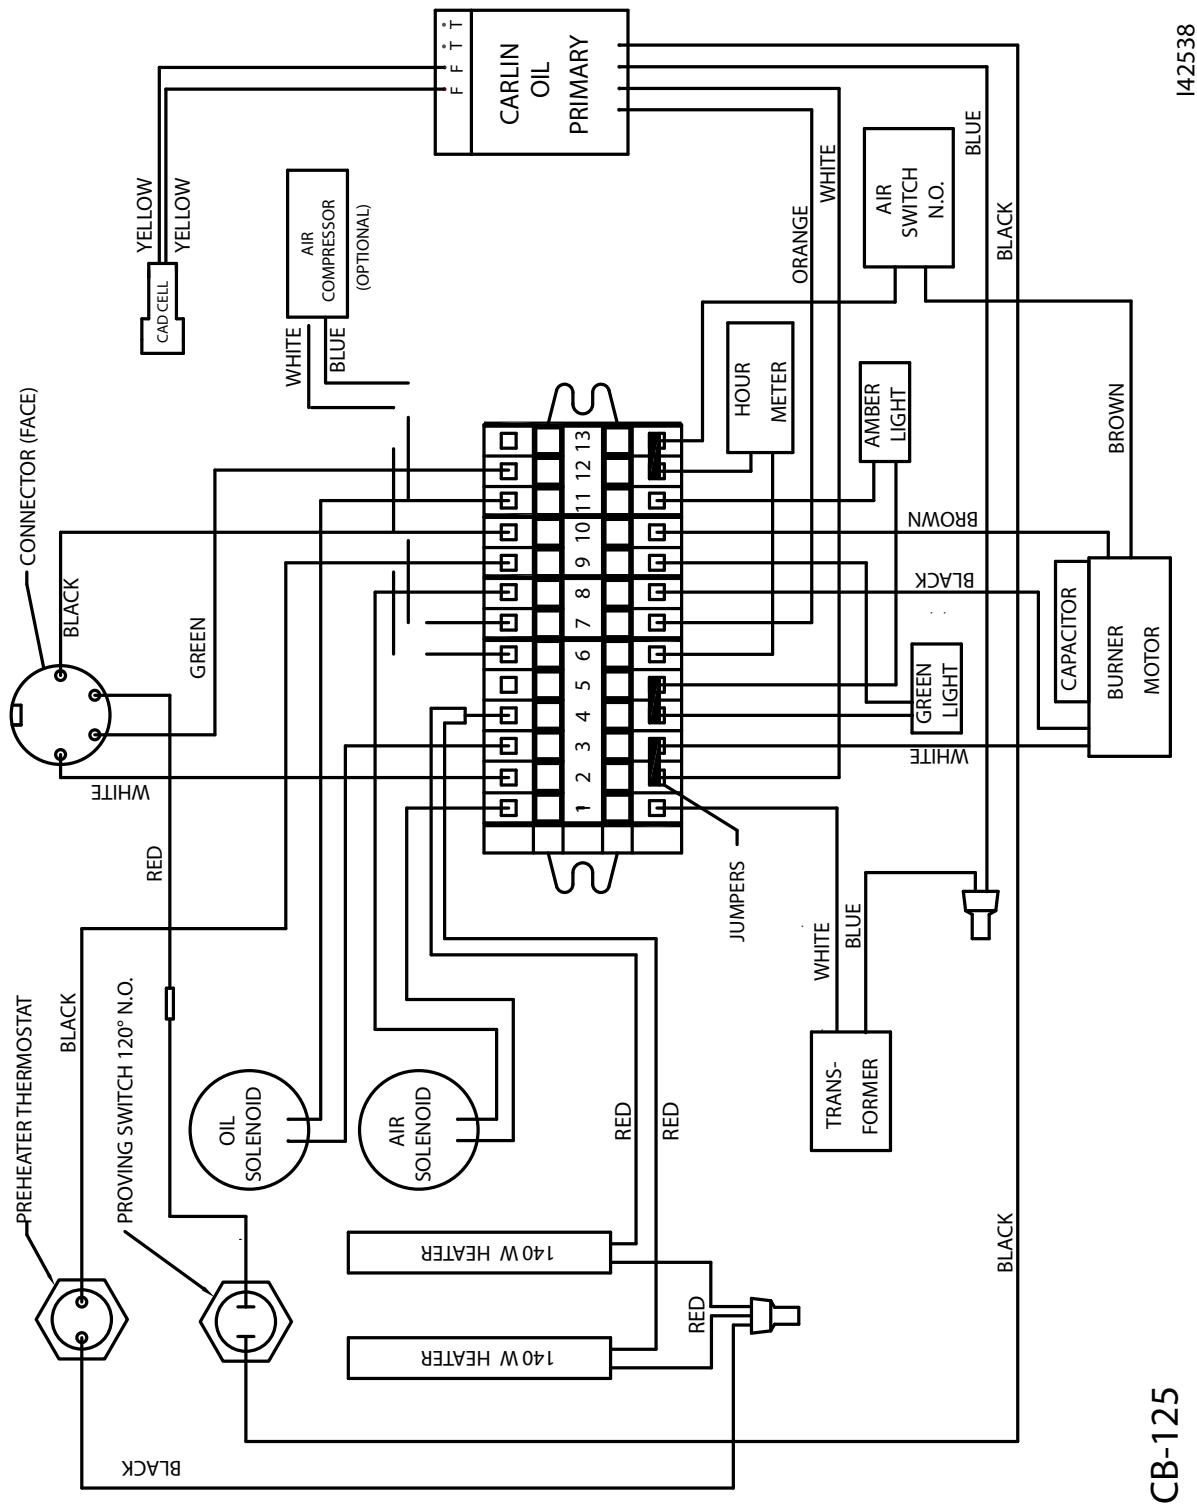 CONNECTOR (FACE)
BLACK
GREEN
WHITE
RED
BLACK
PREHEATER THERMOSTAT
PROVING SWITCH 120° N.O.
BLACK
YELLOW
YELLOW
CAD CELL
AIR
COMPRESSOR
(OPTIONAL)
WHITE
BLUE
T T F F
CARLIN
OIL
PRIMARY
I42538
ORANGE
WHITE
BLUE
BLACK
AIR
SWITCH
N.O.
HOUR
METER
AMBER
LIGHT
BROWN
BROWN
BLACK
GREEN
LIGHT
WHITE
CAPACITOR
BURNER
MOTOR
1 2 3 4 5 6 7 8 9 10 11 12 13
JUMPERS
WHITE
BLUE
TRANS-
FORMER
OIL
SOLENOID
AIR
SOLENOID
RED
RED
140 W HEATER
140 W HEATER
RED
BLACK
CB-125